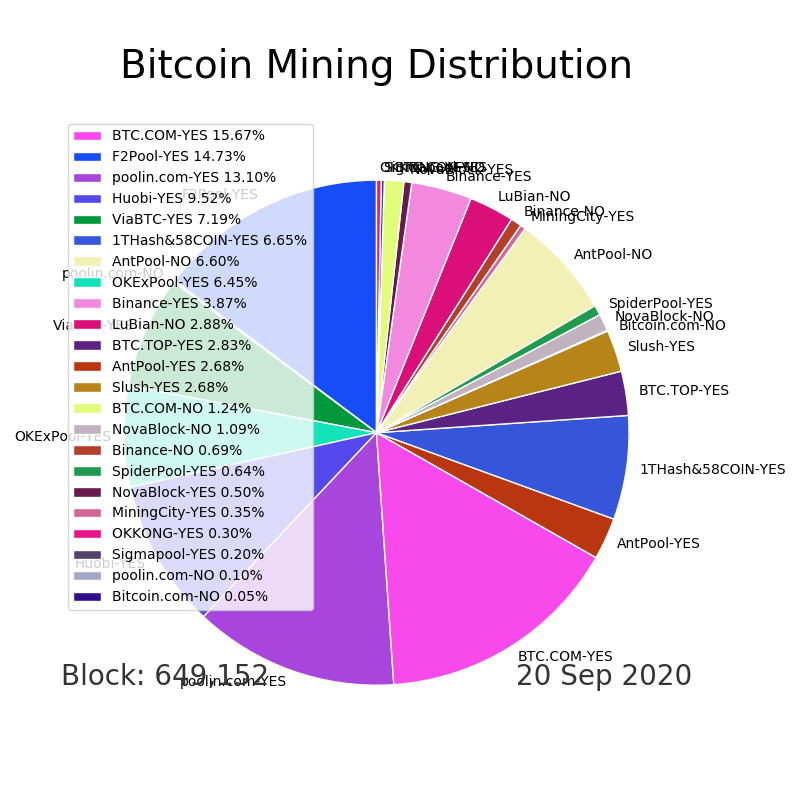 Bitcoin Mining Distribution
BTC.COM-YES 15.67%
F2Pool-YES 14.73%
poolin.com-YES 13.10%
Huobi-YES 9.52%
ViaBTC-YES 7.19%
1THash&58COIN-YES 6.65%
AntPool-NO 6.60%
OKExPool-YES 6.45%
Binance-YES 3.87%
LuBian-NO 2.88%
BTC.TOP-YES 2.83%
AntPool-YES 2.68%
Slush-YES 2.68%
BTC.COM-NO 1.24%
NovaBlock-NO 1.09%
Binance-NO 0.69%
SpiderPool-YES 0.64%
NovaBlock-YES 0.50%
MiningCity-YES 0.35%
OKKONG-YES 0.30%
Sigmapool-YES 0.20%
poolin.com-NO 0.10%
Bitcoin.com-NO 0.05%
Binance-YES
LuBian-NO
Binance-NO
MiningCity-YES
AntPool-NO
SpiderPool-YES
NovaBlock-NO
Bitcoin.com-NO
Slush-YES
BTC.TOP-YES
1THash&58COIN-YES
AntPool-YES
BTC.COM-YES
poolin.com-YES
Huobi-YES
OKExPool-YES
poolin.com-NO
F2Pool-YES
Block: 649,152
20 Sep 2020